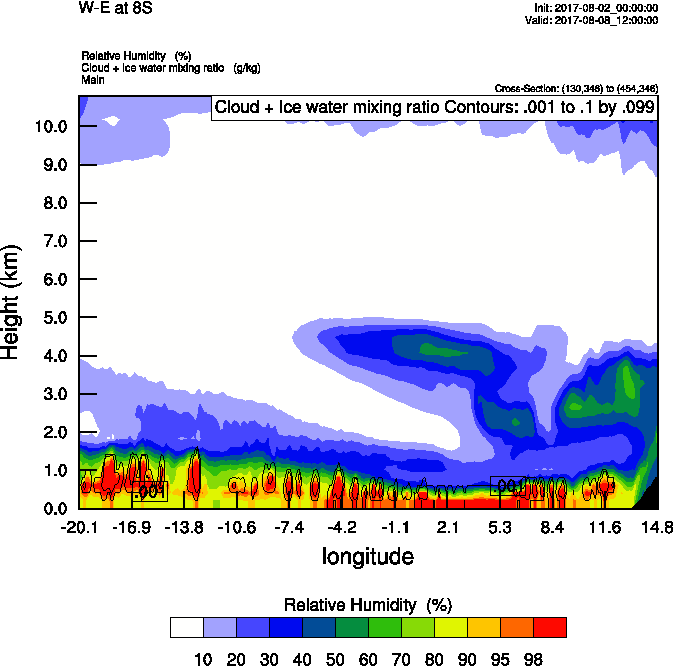 W-E at 8S
Init: 2017-08-02_00:00:00
Valid: 2017-08-08_12:00:00
Relative Humidity (%)
Cloud + Ice water mixing ratio (g/kg)
Main
Cross-Section: (130,346) to (454,346)
Cloud + Ice water mixing ratio Contours: .001 to .1 by .099
10.0
9.0
8.0
7.0
6.0
5.0
4.0
3.0
2.0
1.0
0.0
Height (km)
.001
.001
-20.1 -16.9 -13.8 -10.6 -7.4 -4.2 -1.1 2.1 5.3 8.4 11.6 14.8
longitude
Relative Humidity (%)
10 20 30 40 50 60 70 80 90 95 98